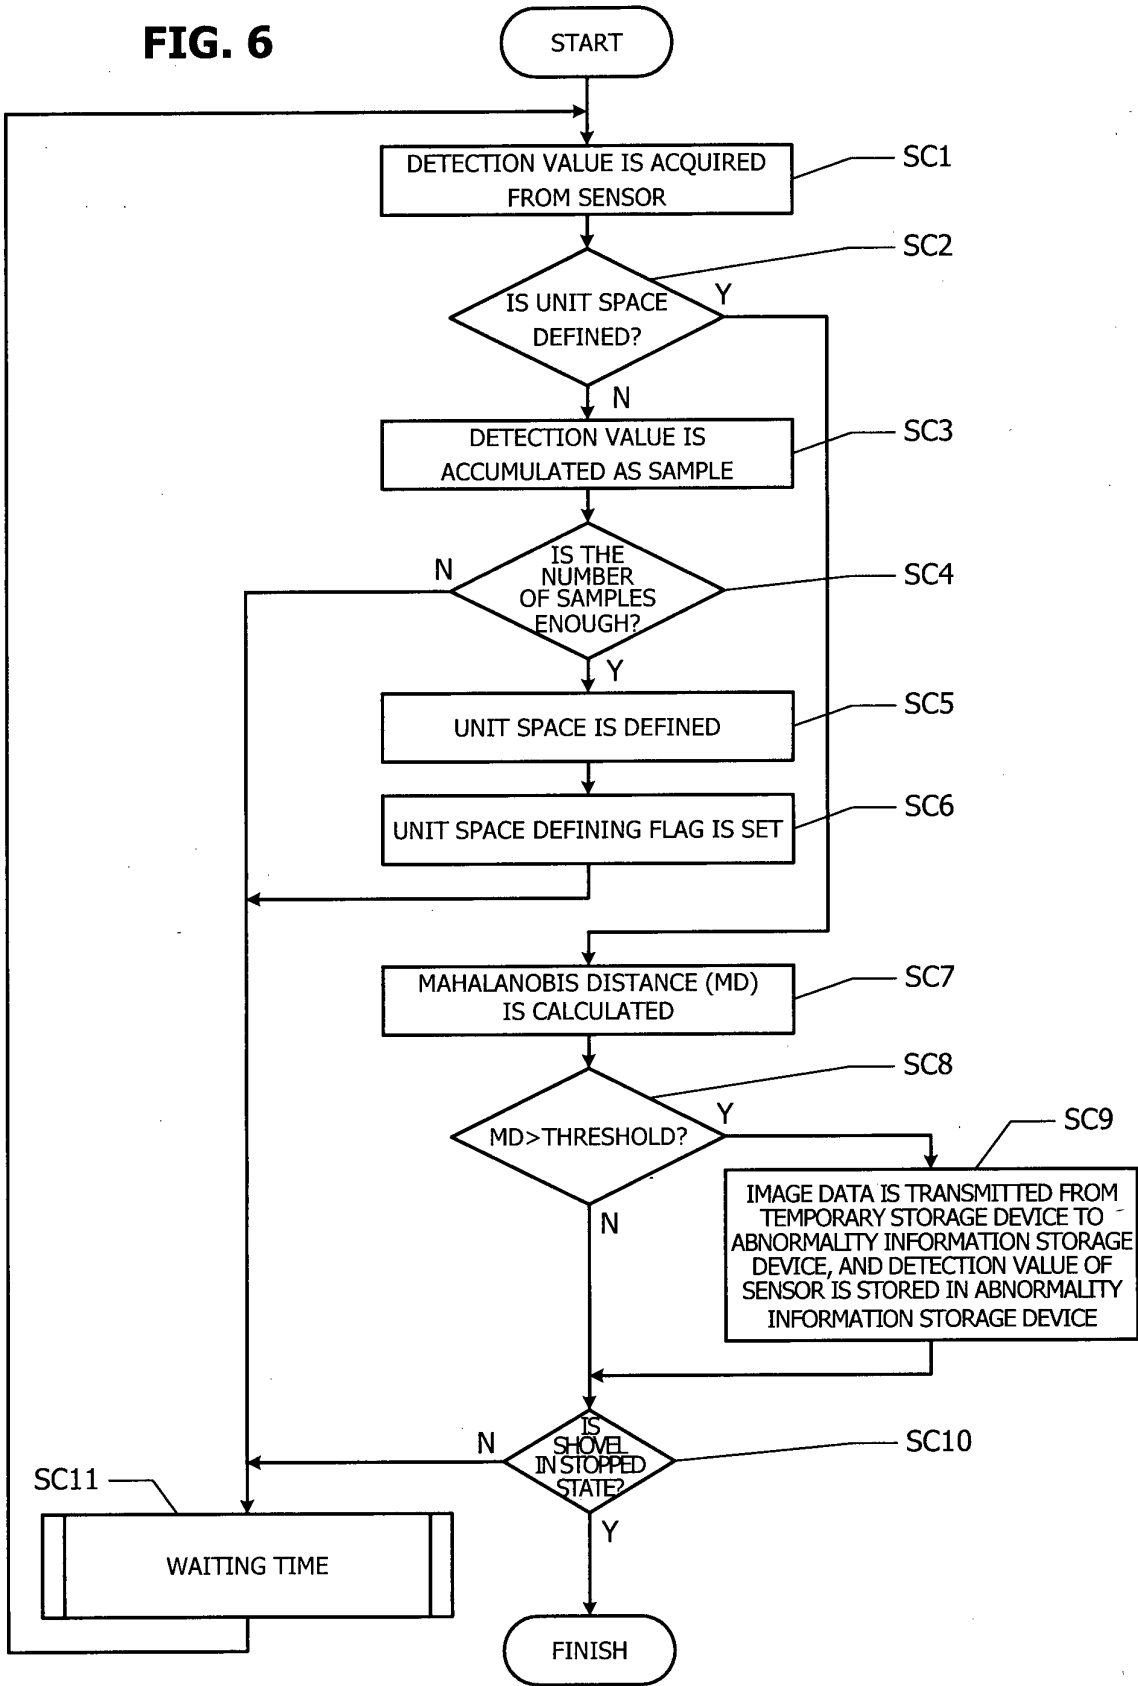 FIG. 6
START
DETECTION VALUE IS ACQUIRED
FROM SENSOR
SC1
IS UNIT SPACE
DEFINED?
SC2
Y
N
DETECTION VALUE IS
ACCUMULATED AS SAMPLE
SC3
IS THE
NUMBER
OF SAMPLES
ENOUGH?
N
SC4
Y
UNIT SPACE IS DEFINED
SC5
UNIT SPACE DEFINING FLAG IS SET
SC6
MAHALANOBIS DISTANCE (MD)
IS CALCULATED
SC7
MD>THRESHOLD?
SC8
Y
N
SC9
IMAGE DATA IS TRANSMITTED FROM
TEMPORARY STORAGE DEVICE TO
ABNORMALITY INFORMATION STORAGE
DEVICE, AND DETECTION VALUE OF
SENSOR IS STORED IN ABNORMALITY
INFORMATION STORAGE DEVICE
IS
SHOVEL
IN STOPPED
STATE?
N
SC10
Y
SC11
WAITING TIME
FINISH